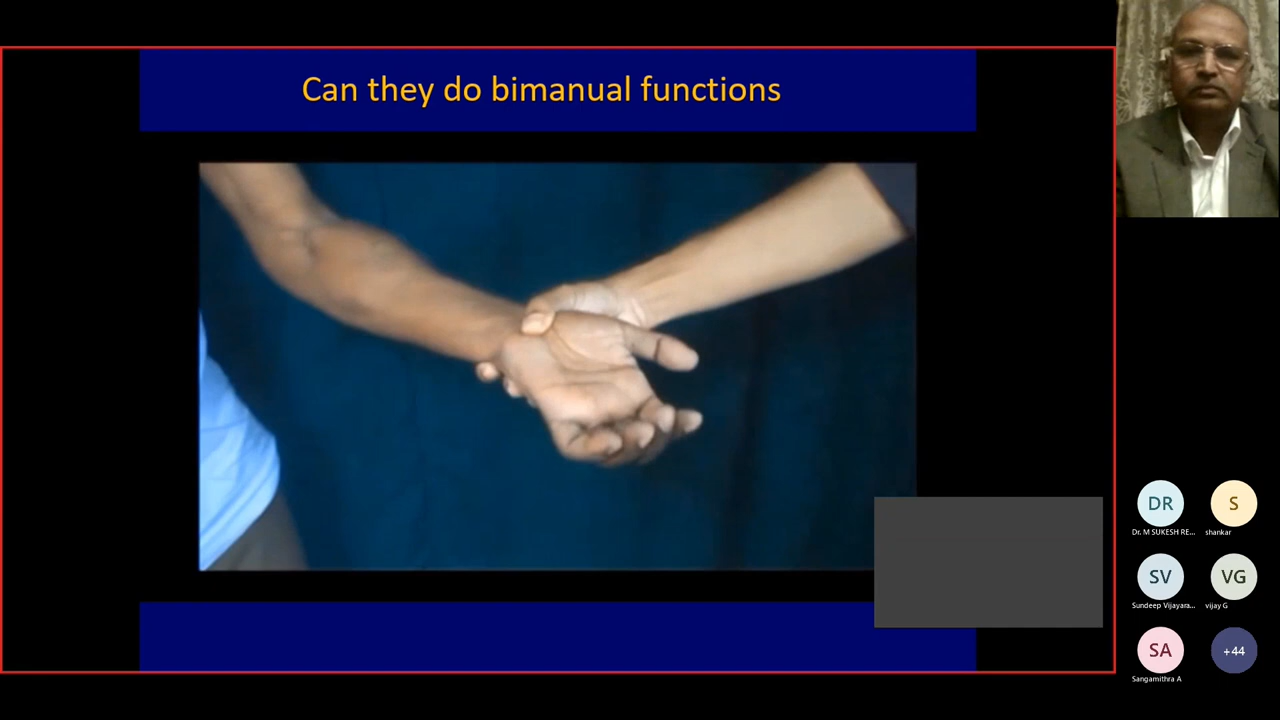 Can they do bimanual functions
DR
S
Dr. M SUKESH RE...
shankar
SV
VG
Sundeep Vijayara...
vijay G
SA
+44
Sangamithra A